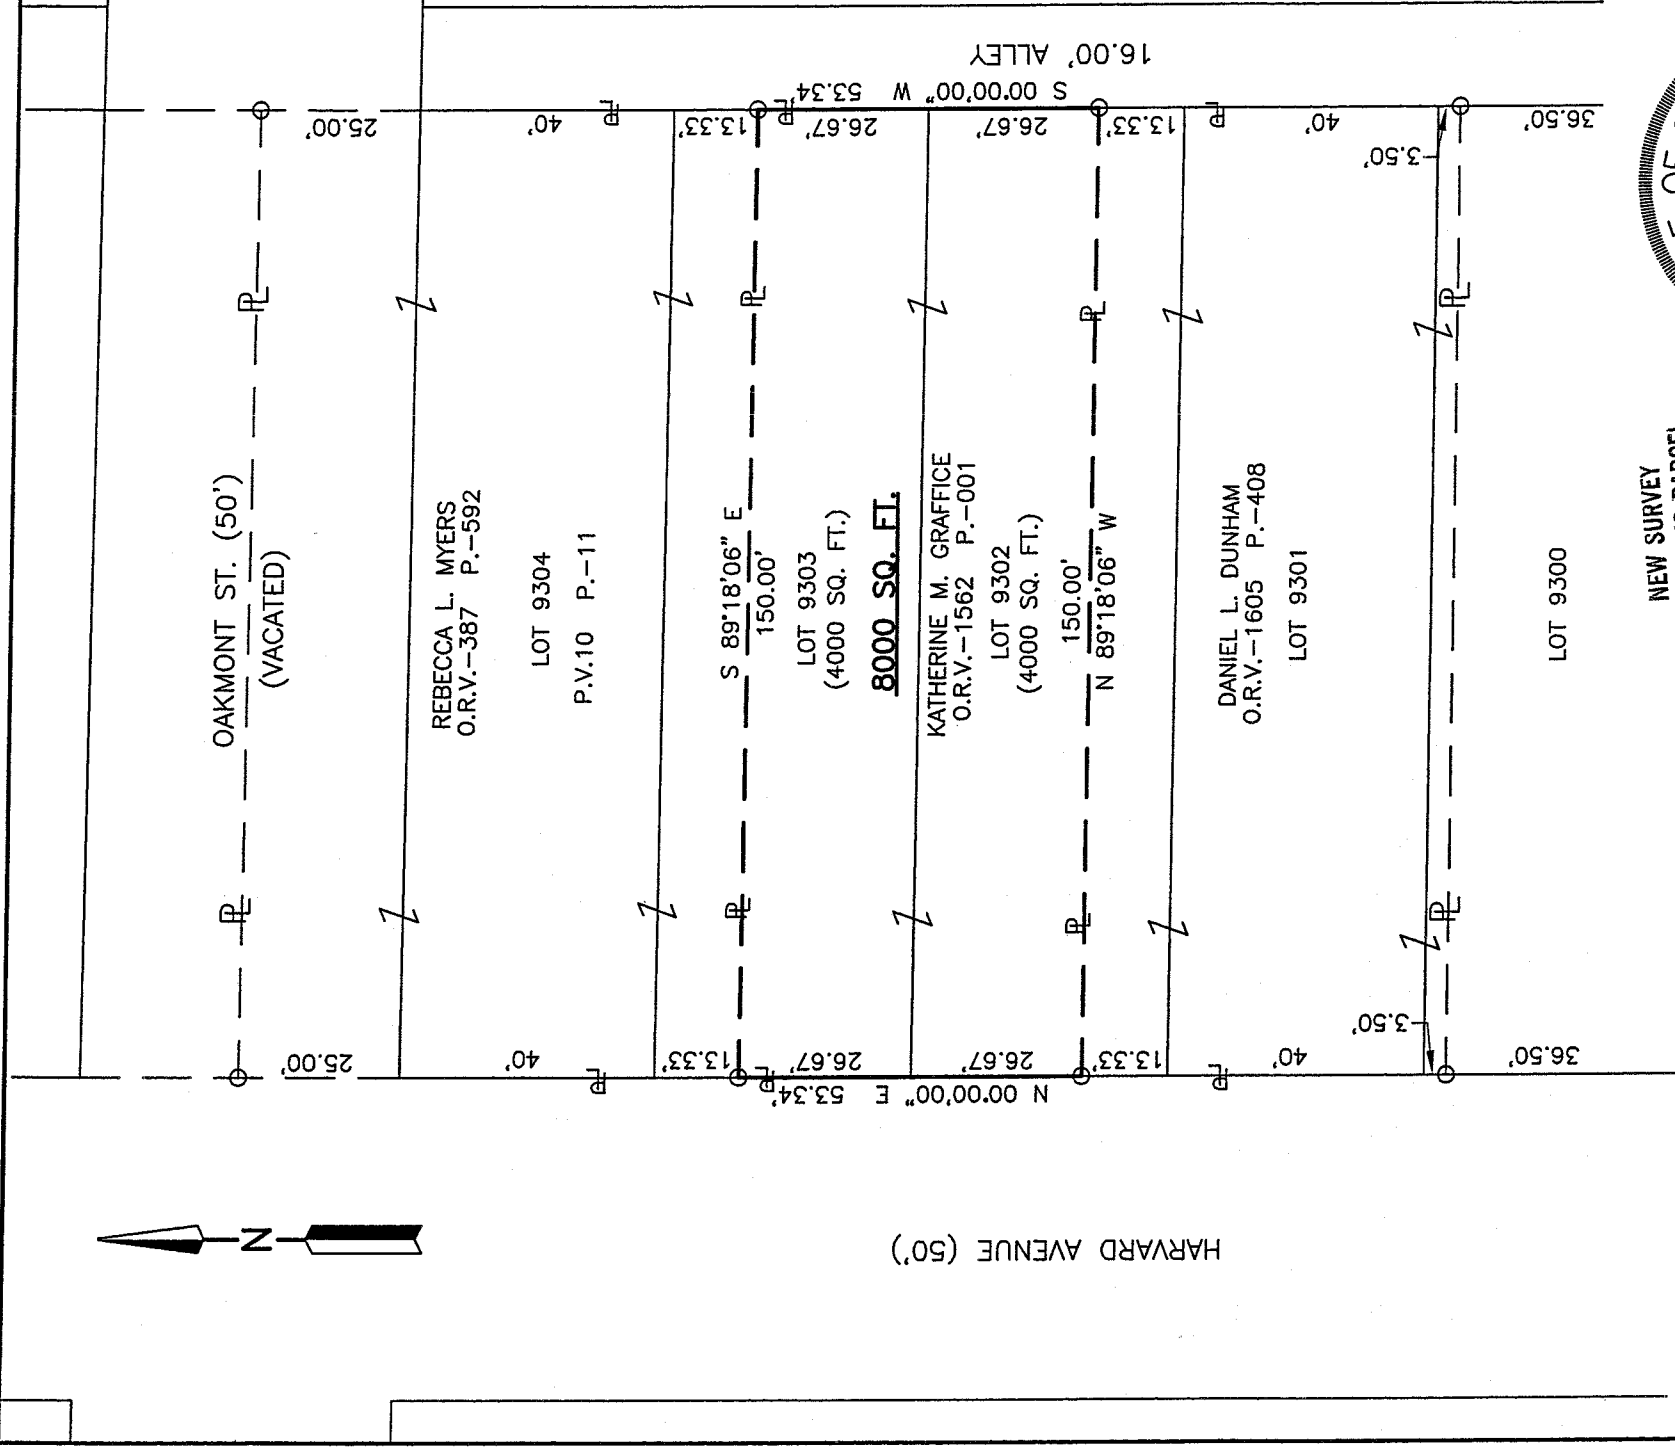 16.00' ALLEY
S 00°00'00" W 53.34'
25.00'
40'
13.33'
26.67'
26.67'
13.33'
40'
3.50'
36.50'
OAKMONT ST. (50')
(VACATED)
REBECCA L. MYERS
O.R.V.-387 P.-592
LOT 9304
P.V.10 P.-11
S 89°18'06" E
150.00'
LOT 9303
(4000 SQ. FT.)
8000 SQ. FT.
KATHERINE M. GRAFFICE
O.R.V.-1562 P.-001
LOT 9302
(4000 SQ. FT.)
150.00'
N 89°18'06" W
DANIEL L. DUNHAM
O.R.V.-1605 P.-408
LOT 9301
LOT 9300
NEW SURVEY
25.00'
40'
13.33'
26.67'
26.67'
13.33'
40'
3.50'
36.50'
N 00°00'00" E 53.34'
N
HARVARD AVENUE (50')